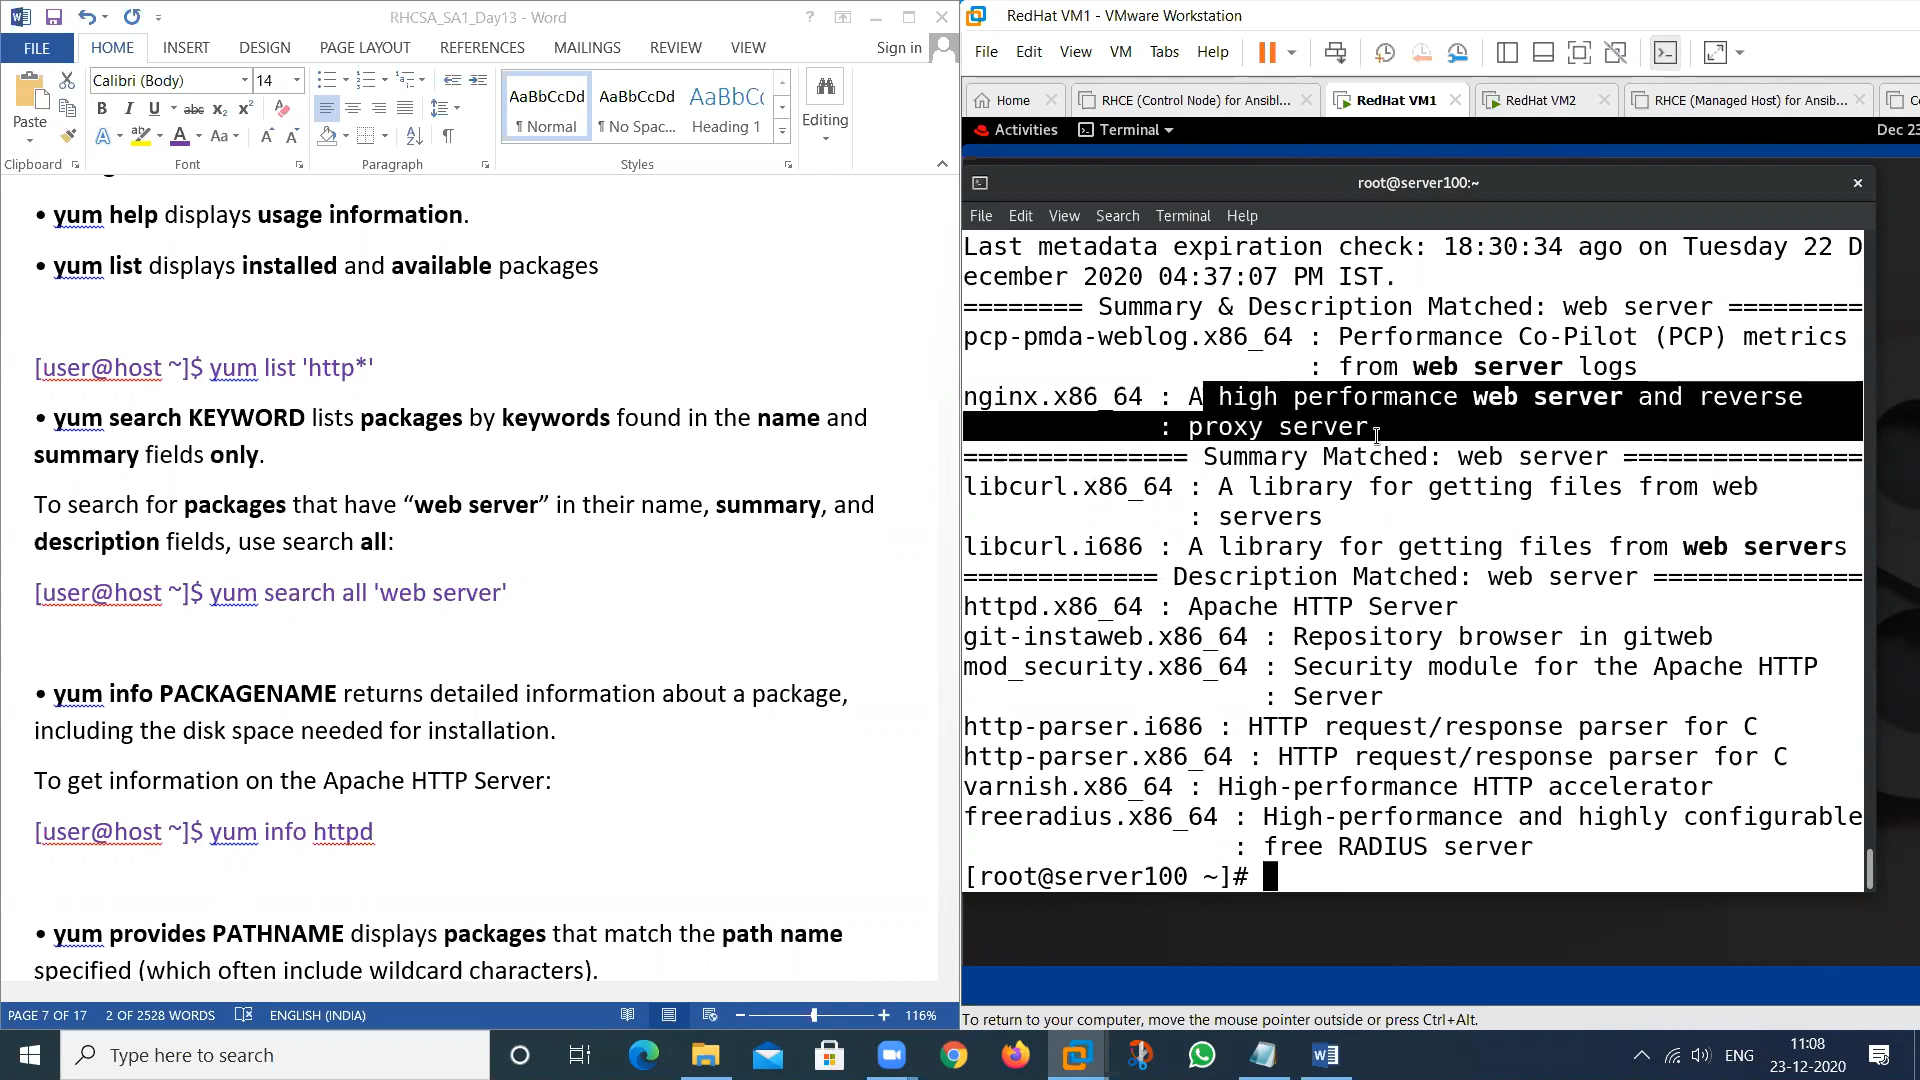 RHCSA_SA1_Day13 - Word
FILE HOME INSERT DESIGN PAGE LAYOUT REFERENCES MAILINGS REVIEW VIEW Sign in
Paste
Calibri (Body) 14
AaBbCcDd AaBbCcDd AaBbCc
¶ Normal ¶ No Spac... Heading 1
Editing
Clipboard Font Paragraph Styles
• yum help displays usage information.
• yum list displays installed and available packages
[user@host ~]$ yum list 'http*'
• yum search KEYWORD lists packages by keywords found in the name and
summary fields only.
To search for packages that have “web server” in their name, summary, and
description fields, use search all:
[user@host ~]$ yum search all 'web server'
• yum info PACKAGENAME returns detailed information about a package,
including the disk space needed for installation.
To get information on the Apache HTTP Server:
[user@host ~]$ yum info httpd
• yum provides PATHNAME displays packages that match the path name
specified (which often include wildcard characters).
PAGE 7 OF 17 2 OF 2528 WORDS ENGLISH (INDIA) 116%
RedHat VM1 - VMware Workstation
File Edit View VM Tabs Help
Home RHCE (Control Node) for Ansibl... RedHat VM1 RedHat VM2 RHCE (Managed Host) for Ansib...
Activities Terminal Dec 23
root@server100:~
File Edit View Search Terminal Help
Last metadata expiration check: 18:30:34 ago on Tuesday 22 D
ecember 2020 04:37:07 PM IST.
======== Summary & Description Matched: web server =========
pcp-pmda-weblog.x86_64 : Performance Co-Pilot (PCP) metrics
: from web server logs
nginx.x86_64 : A high performance web server and reverse
: proxy server
=============== Summary Matched: web server ================
libcurl.x86_64 : A library for getting files from web
: servers
libcurl.i686 : A library for getting files from web servers
============= Description Matched: web server ==============
httpd.x86_64 : Apache HTTP Server
git-instaweb.x86_64 : Repository browser in gitweb
mod_security.x86_64 : Security module for the Apache HTTP
: Server
http-parser.i686 : HTTP request/response parser for C
http-parser.x86_64 : HTTP request/response parser for C
varnish.x86_64 : High-performance HTTP accelerator
freeradius.x86_64 : High-performance and highly configurable
: free RADIUS server
[root@server100 ~]#
To return to your computer, move the mouse pointer outside or press Ctrl+Alt.
Type here to search
ENG
11:08
23-12-2020